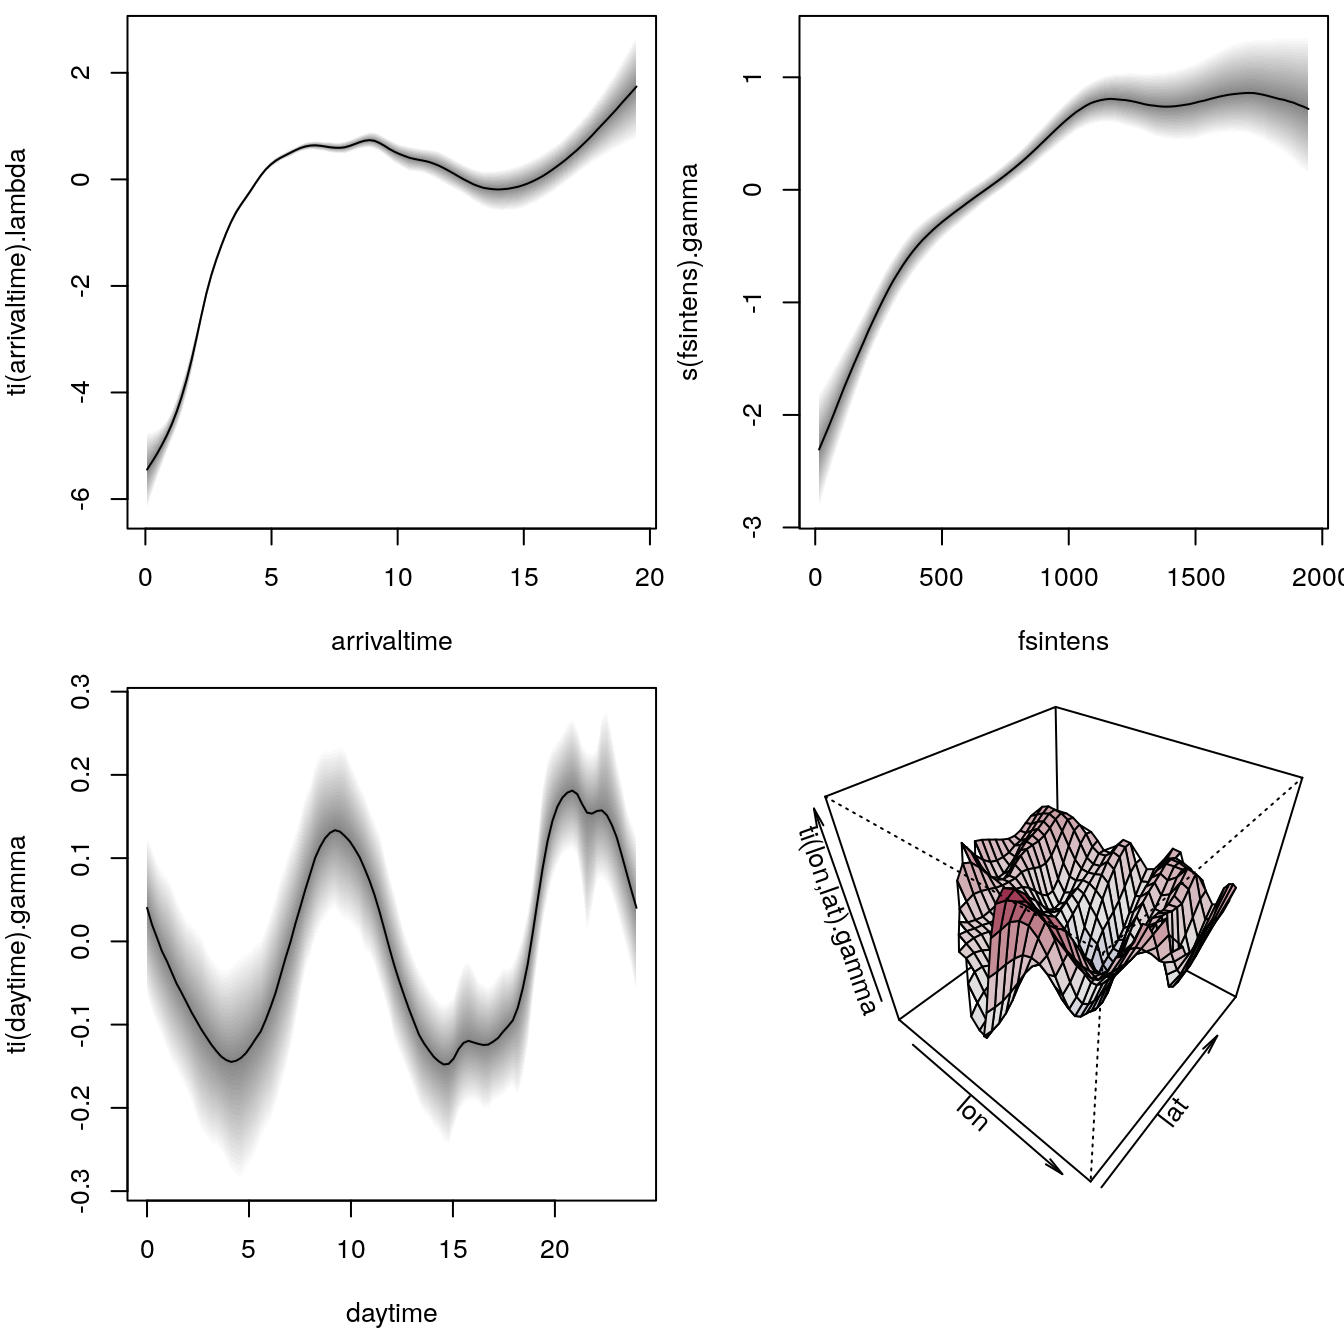 ti(arrivaltime).lambda
2
0
-2
-4
-6
0 5 10 15 20
arrivaltime
s(fsintens).gamma
1
0
-1
-2
-3
0 500 1000 1500 2000
fsintens
ti(daytime).gamma
0.3
0.2
0.1
0.0
-0.1
-0.2
-0.3
0 5 10 15 20
daytime
ti(lon,lat).gamma
lon
lat